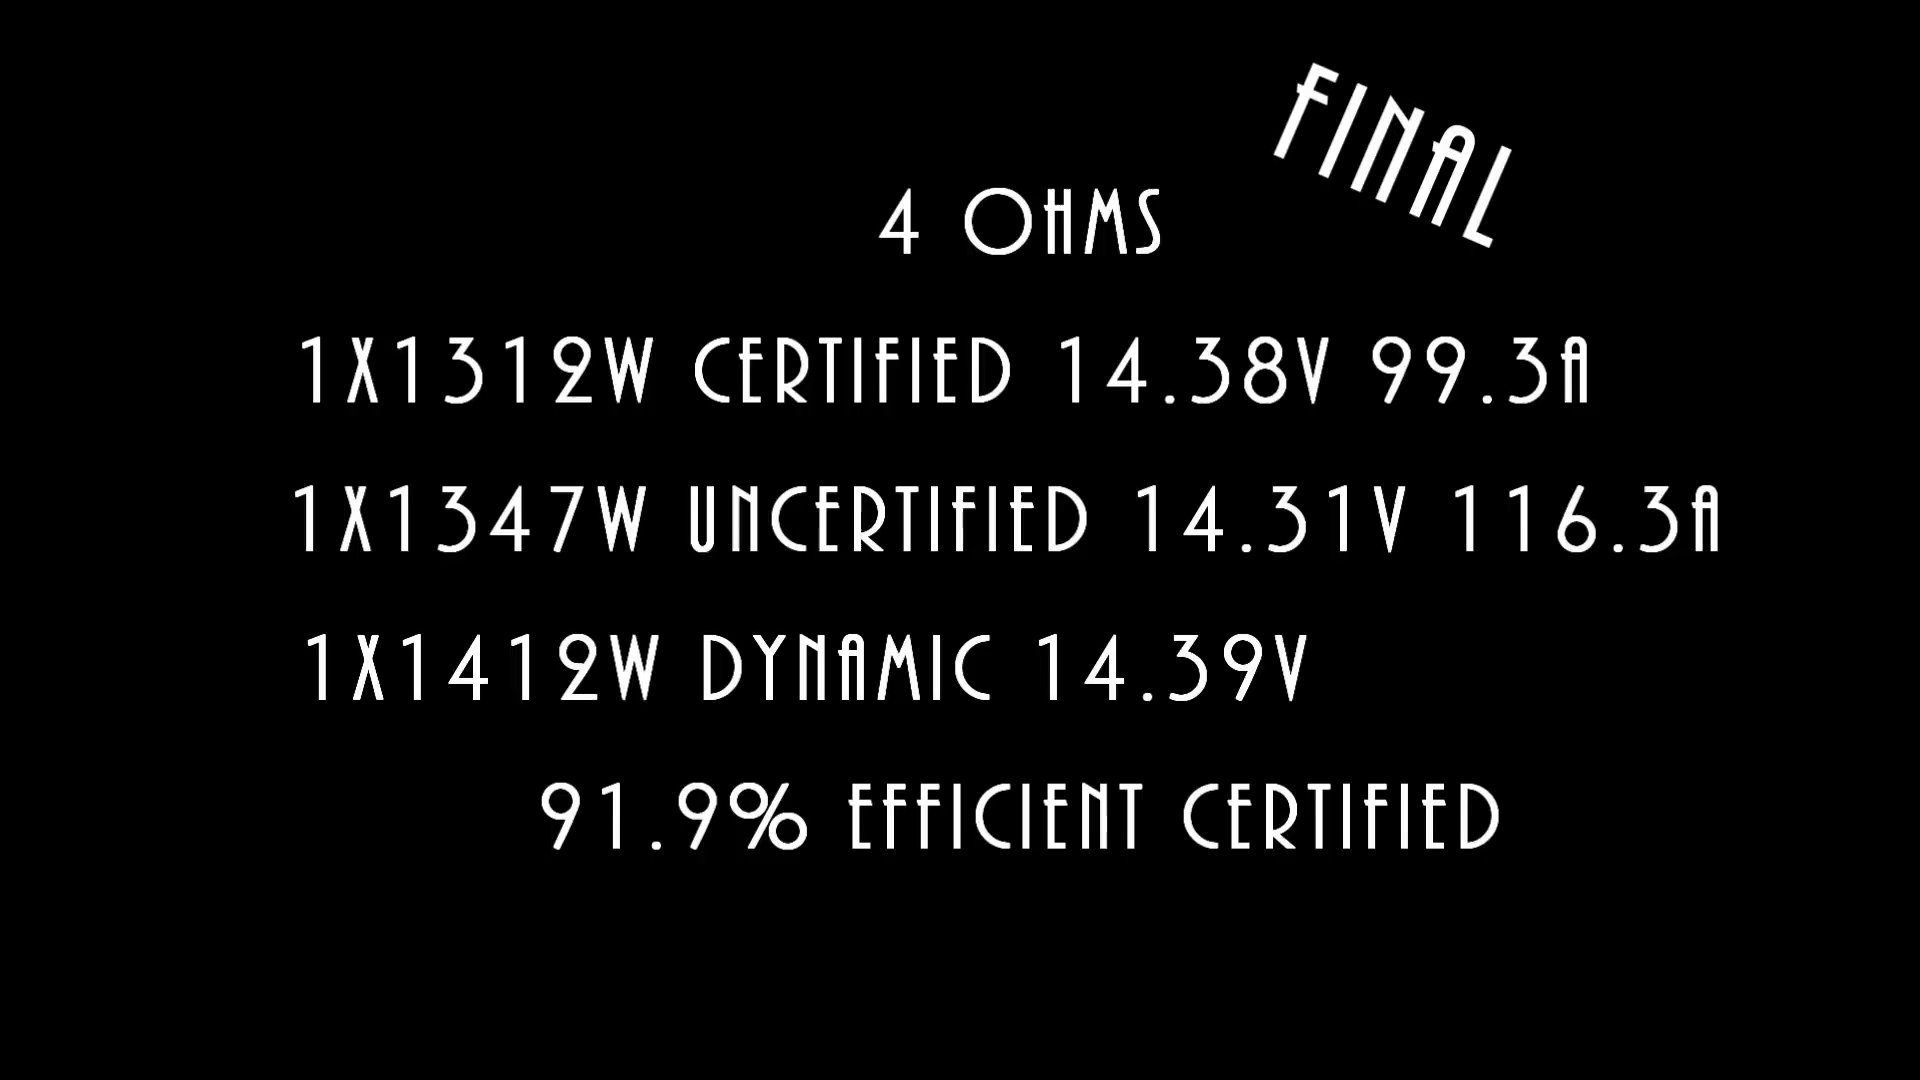 FINAL
4 OHMS
1X1312W CERTIFIED 14.38V 99.3A
1X1347W UNCERTIFIED 14.31V 116.3A
1X1412W DYNAMIC 14.39V
91.9% EFFICIENT CERTIFIED